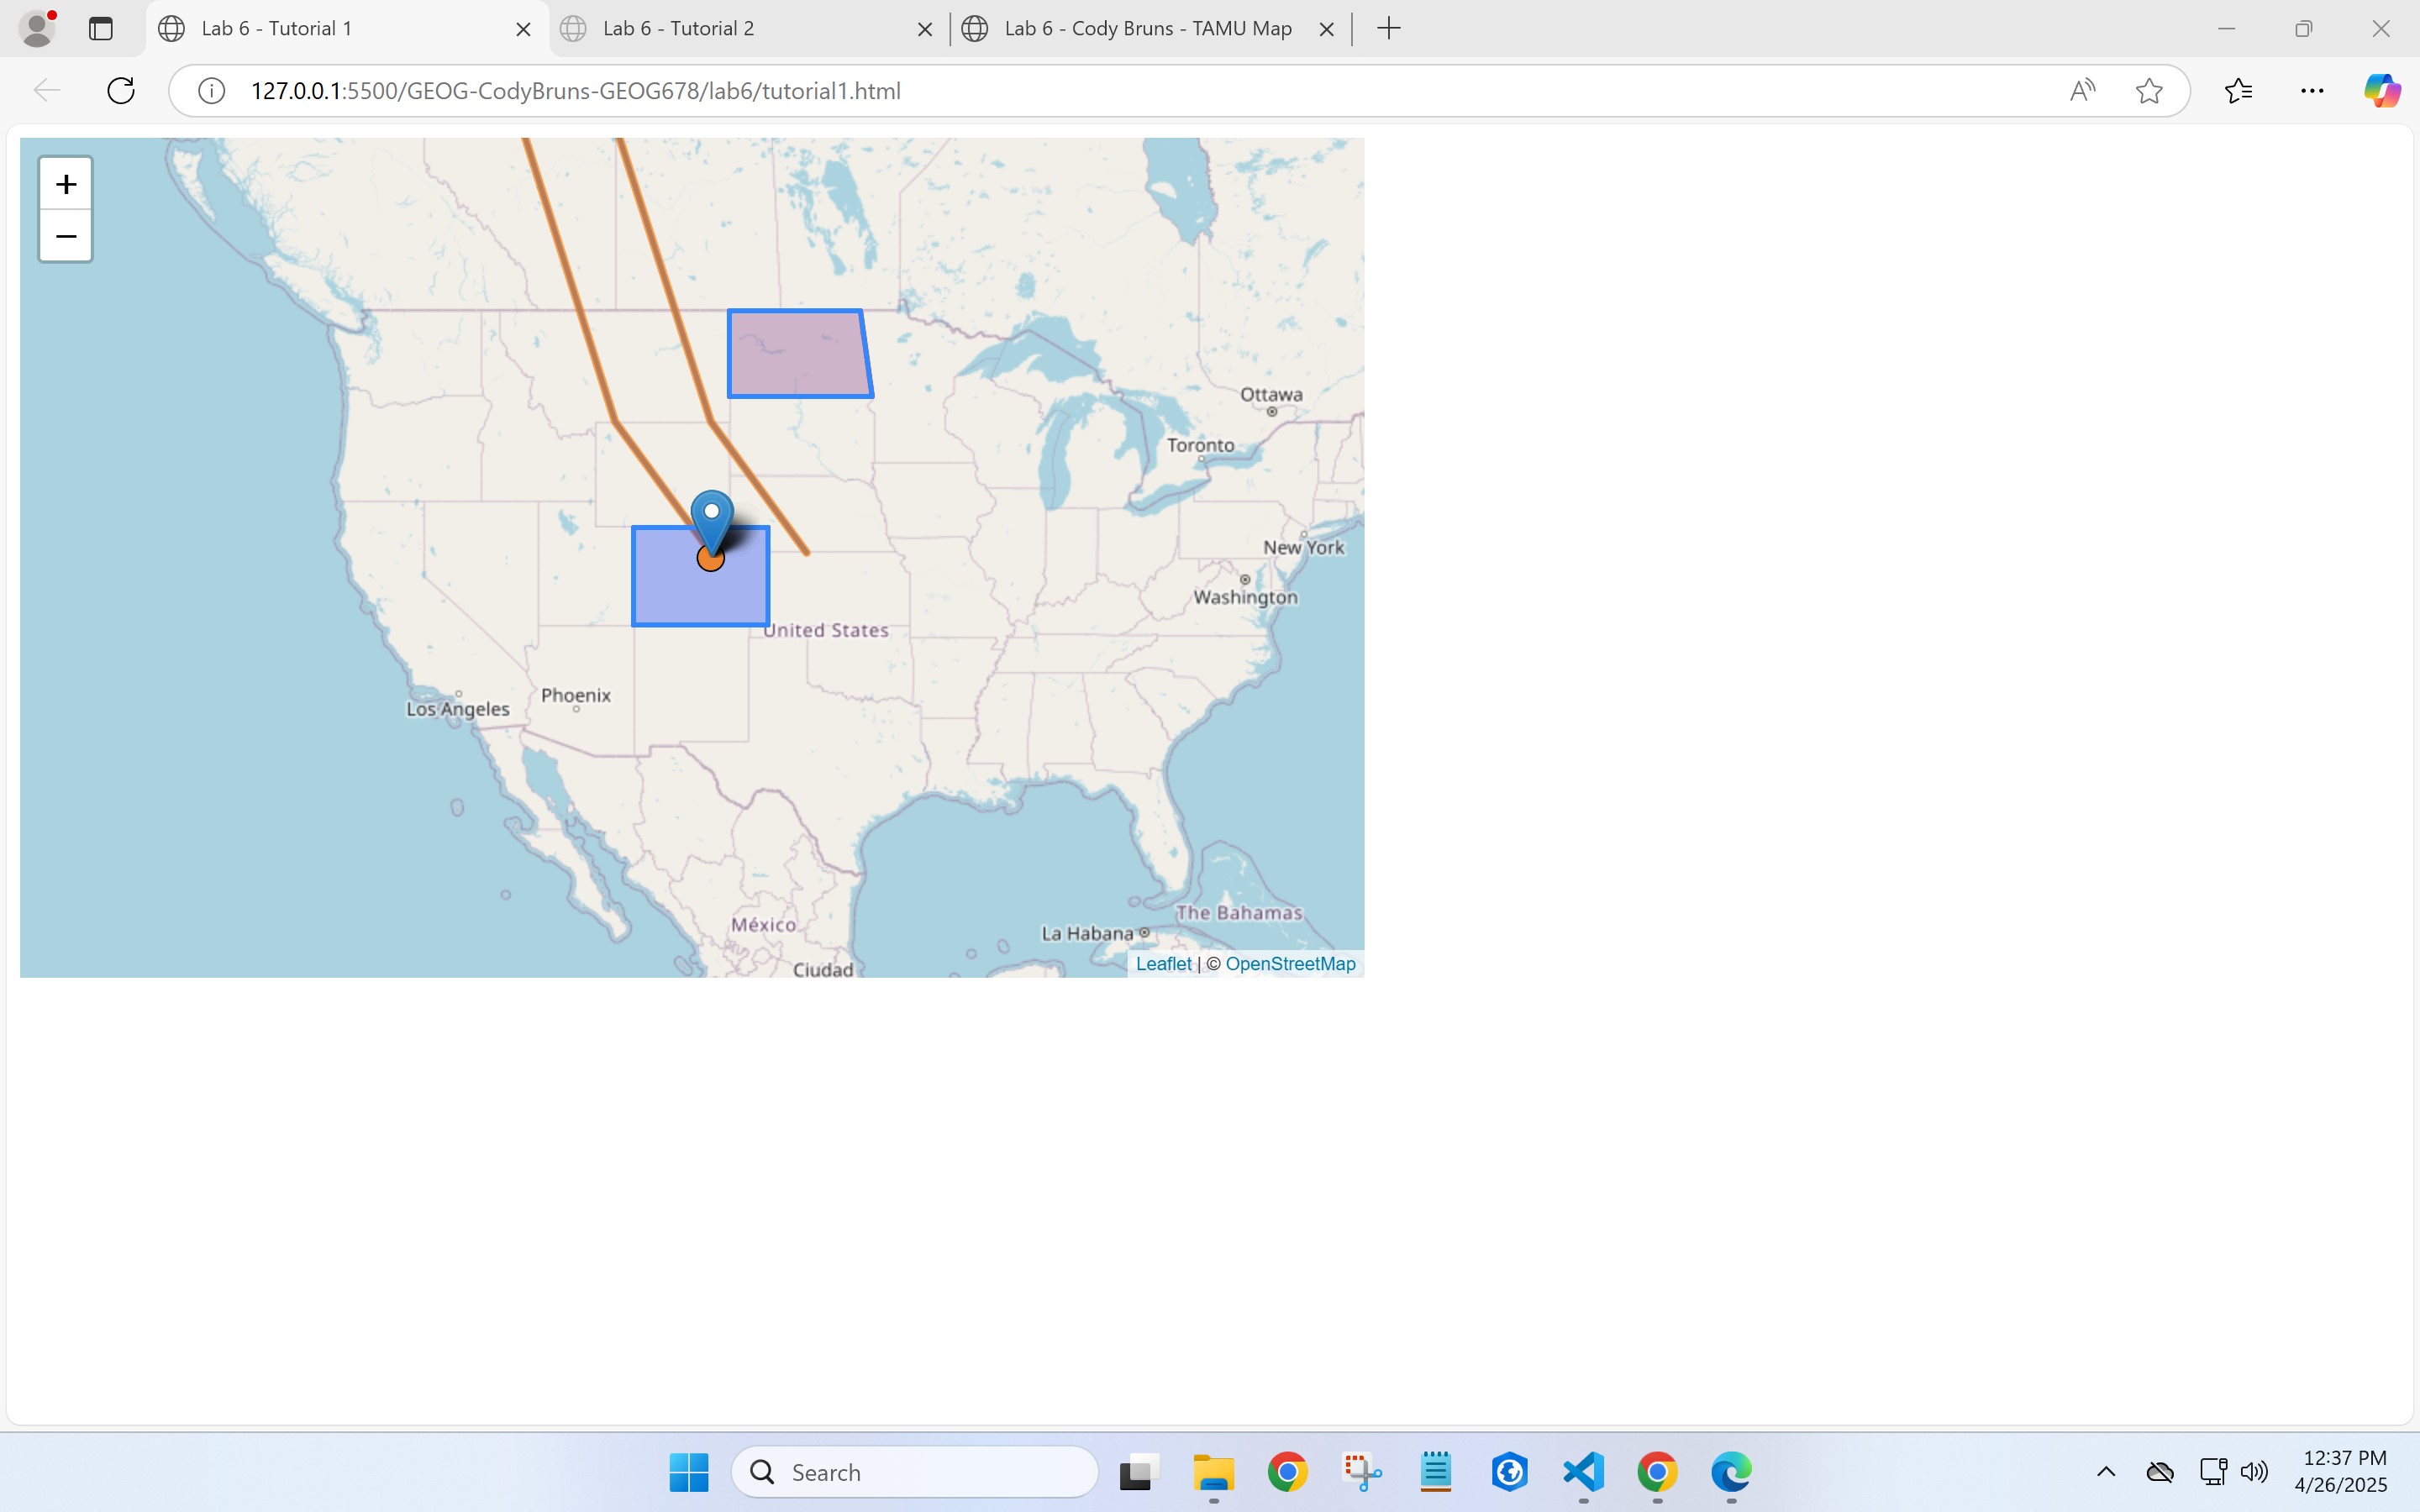 Lab 6 - Tutorial 1
Lab 6 - Tutorial 2
Lab 6 - Cody Bruns - TAMU Map
127.0.0.1:5500/GEOG-CodyBruns-GEOG678/lab6/tutorial1.html
+
−
Ottawa
Toronto
New York
Washington
United States
Phoenix
Los Angeles
México
The Bahamas
La Habana
Ciudad
Leaflet | © OpenStreetMap
Search
12:37 PM
4/26/2025